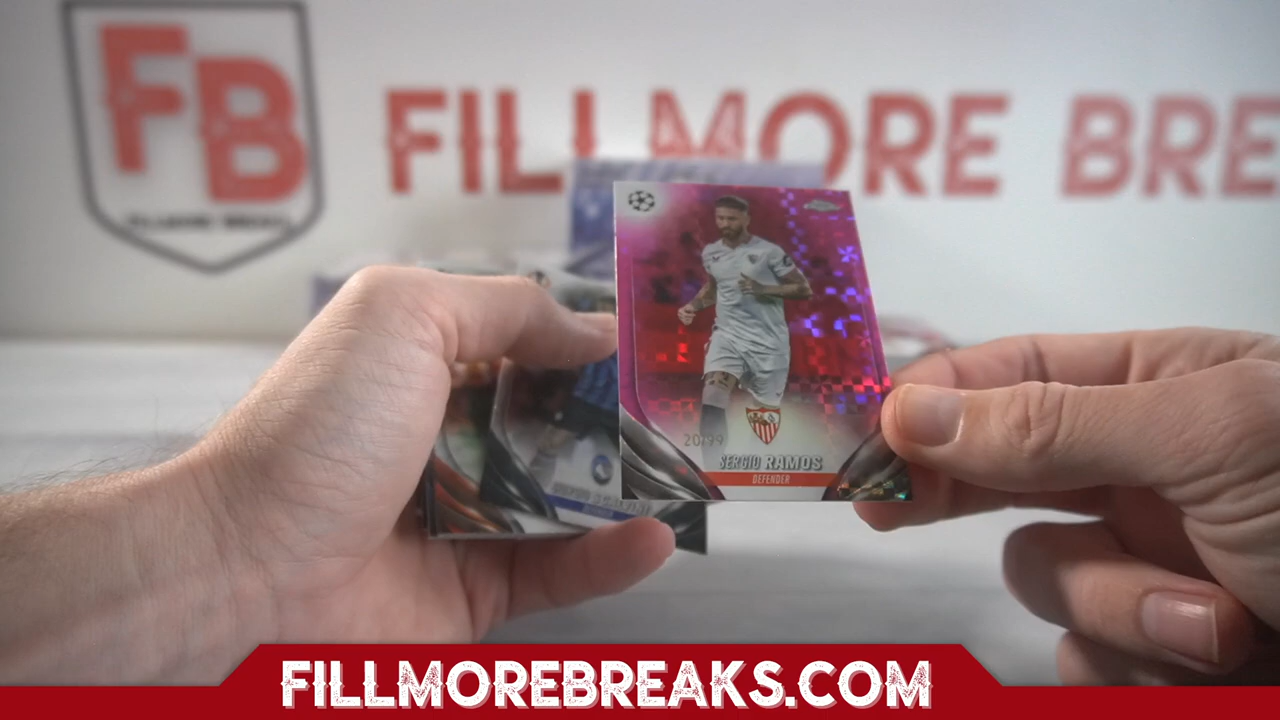 FB
FILLMORE BRE
20/99
SERGIO RAMOS
DEFENDER
FILLMOREBREAKS.COM